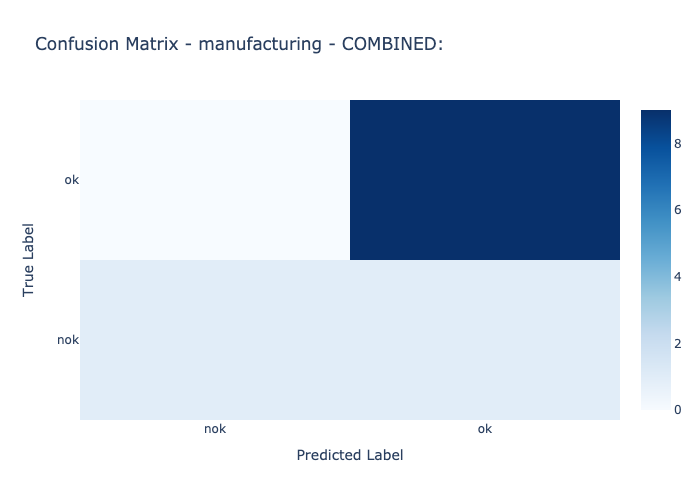 Confusion Matrix - manufacturing - COMBINED:
ok
nok
True Label
nok
ok
Predicted Label
8
6
4
2
0